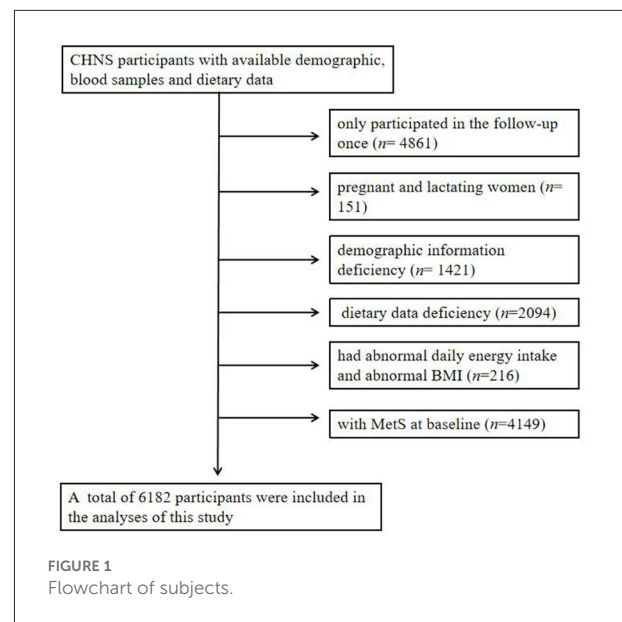 CHNS participants with available demographic,
blood samples and dietary data
only participated in the follow-up
once (n= 4861)
pregnant and lactating women (n=
151)
demographic information
deficiency (n= 1421)
dietary data deficiency (n=2094)
had abnormal daily energy intake
and abnormal BMI (n=216)
with MetS at baseline (n=4149)
A total of 6182 participants were included in
the analyses of this study
FIGURE 1
Flowchart of subjects.